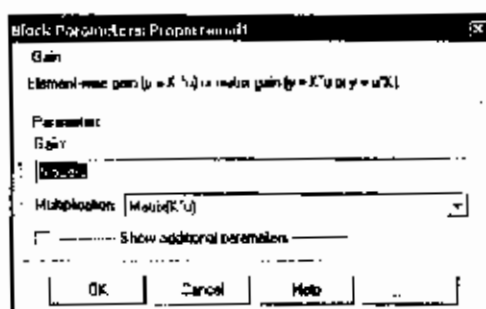 Block Parameters: Proportional1
Gain
Element-wise gain (y = K.*u) or matrix gain (y = K*u or y = u*K).
Parameters
Gain:
Multiplication: Matrix(K*u)
Show additional parameters
OK
Cancel
Help